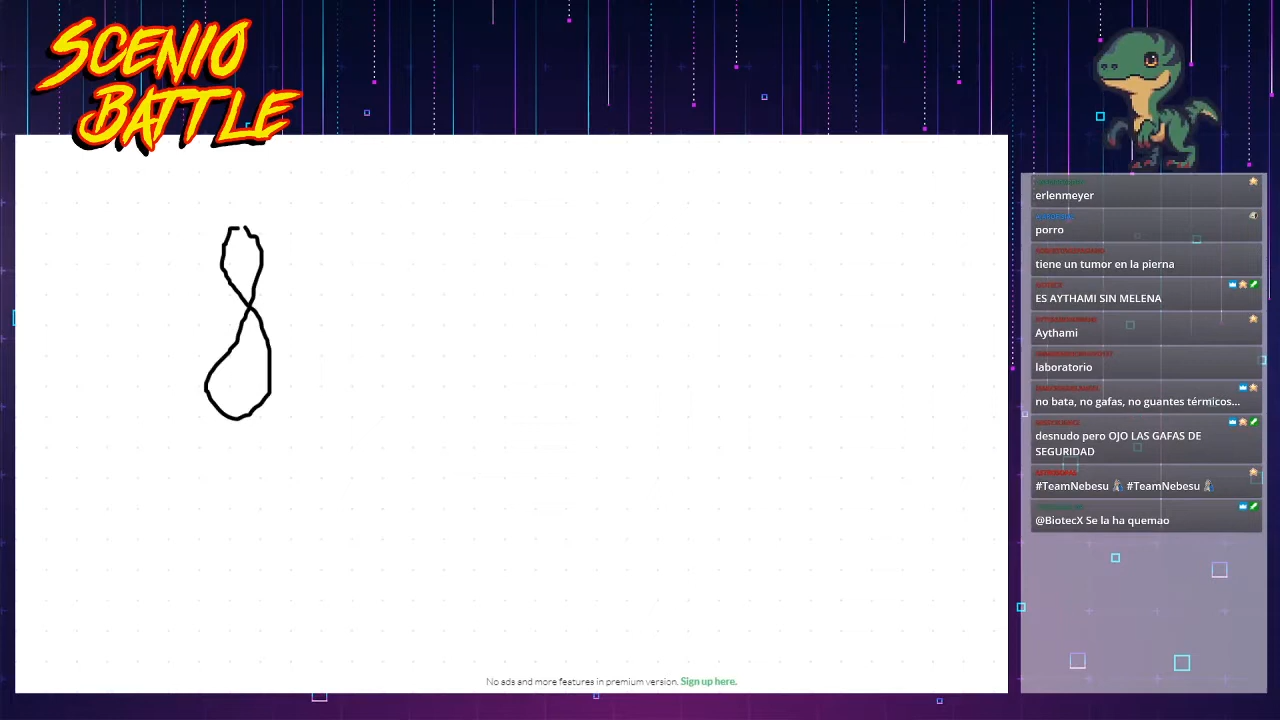 SCENIO
BATTLE
erlenmeyer
porro
tiene un tumor en la pierna
ES AYTHAMI SIN MELENA
Aythami
laboratorio
no bata, no gafas, no guantes térmicos...
desnudo pero OJO LAS GAFAS DE
SEGURIDAD
#TeamNebesu #TeamNebesu
@BiotecX Se la ha quemao
No ads and more features in premium version. Sign up here.